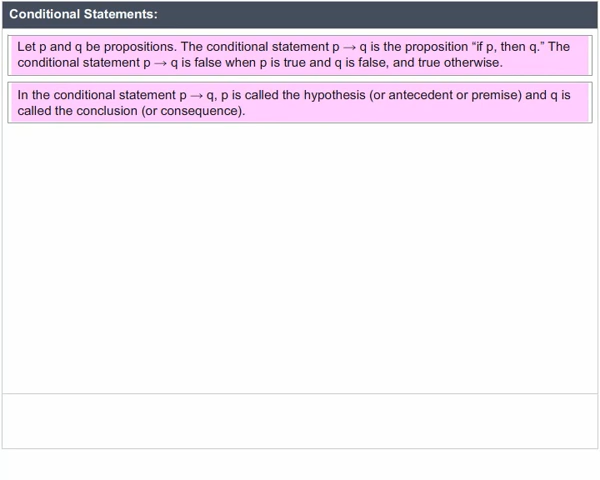 Conditional Statements:
Let p and q be propositions. The conditional statement p → q is the proposition “if p, then q.” The
conditional statement p → q is false when p is true and q is false, and true otherwise.
In the conditional statement p → q, p is called the hypothesis (or antecedent or premise) and q is
called the conclusion (or consequence).